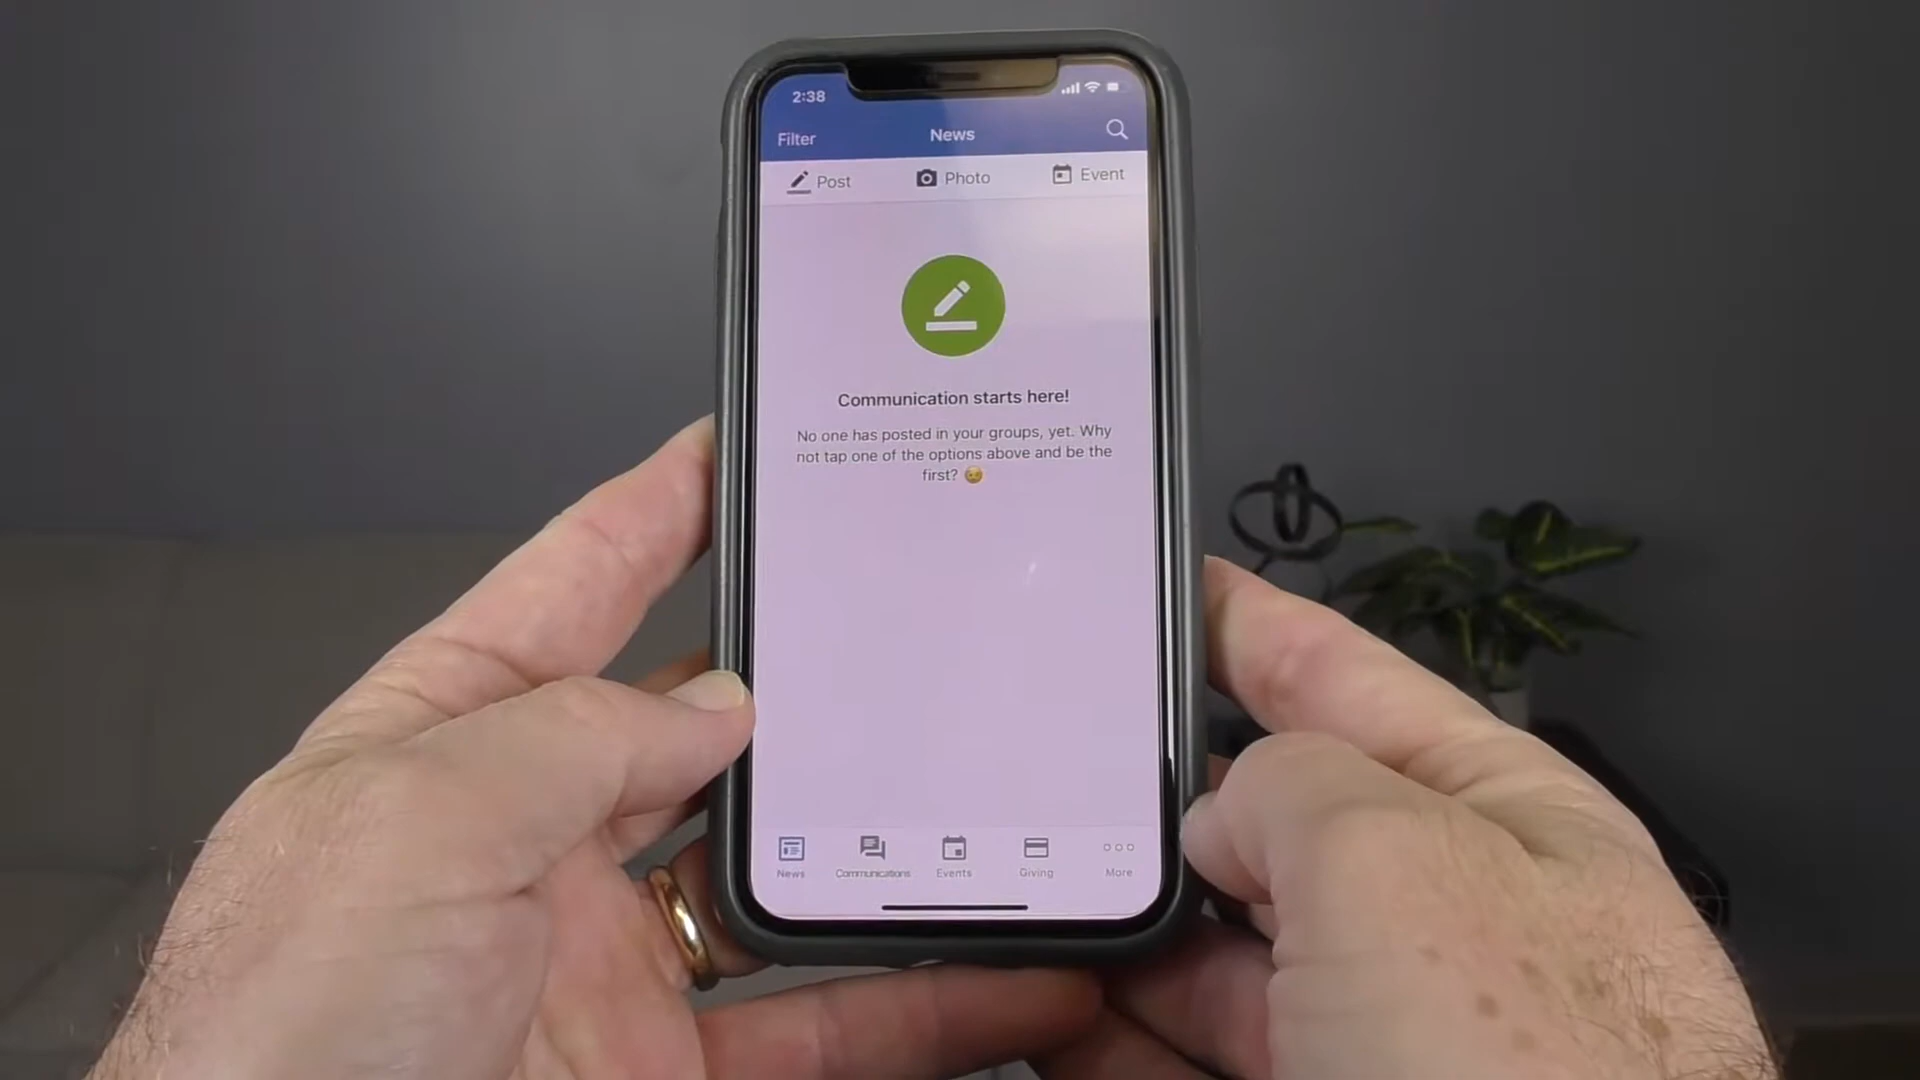 2:38
Filter
News
Post
Photo
Event
Communication starts here!
No one has posted in your groups, yet. Why
not tap one of the options above and be the
first? 😉
News
Communications
Events
Giving
More